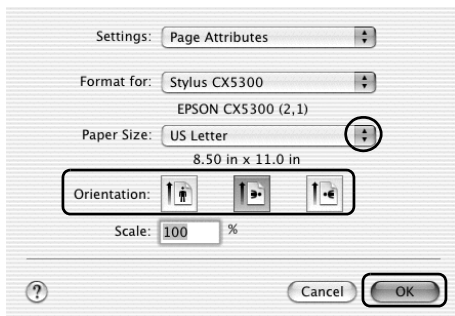 Settings: Page Attributes
Format for: Stylus CX5300
EPSON CX5300 (2,1)
Paper Size: US Letter
8.50 in x 11.0 in
Orientation:
Scale: 100 %
? Cancel OK